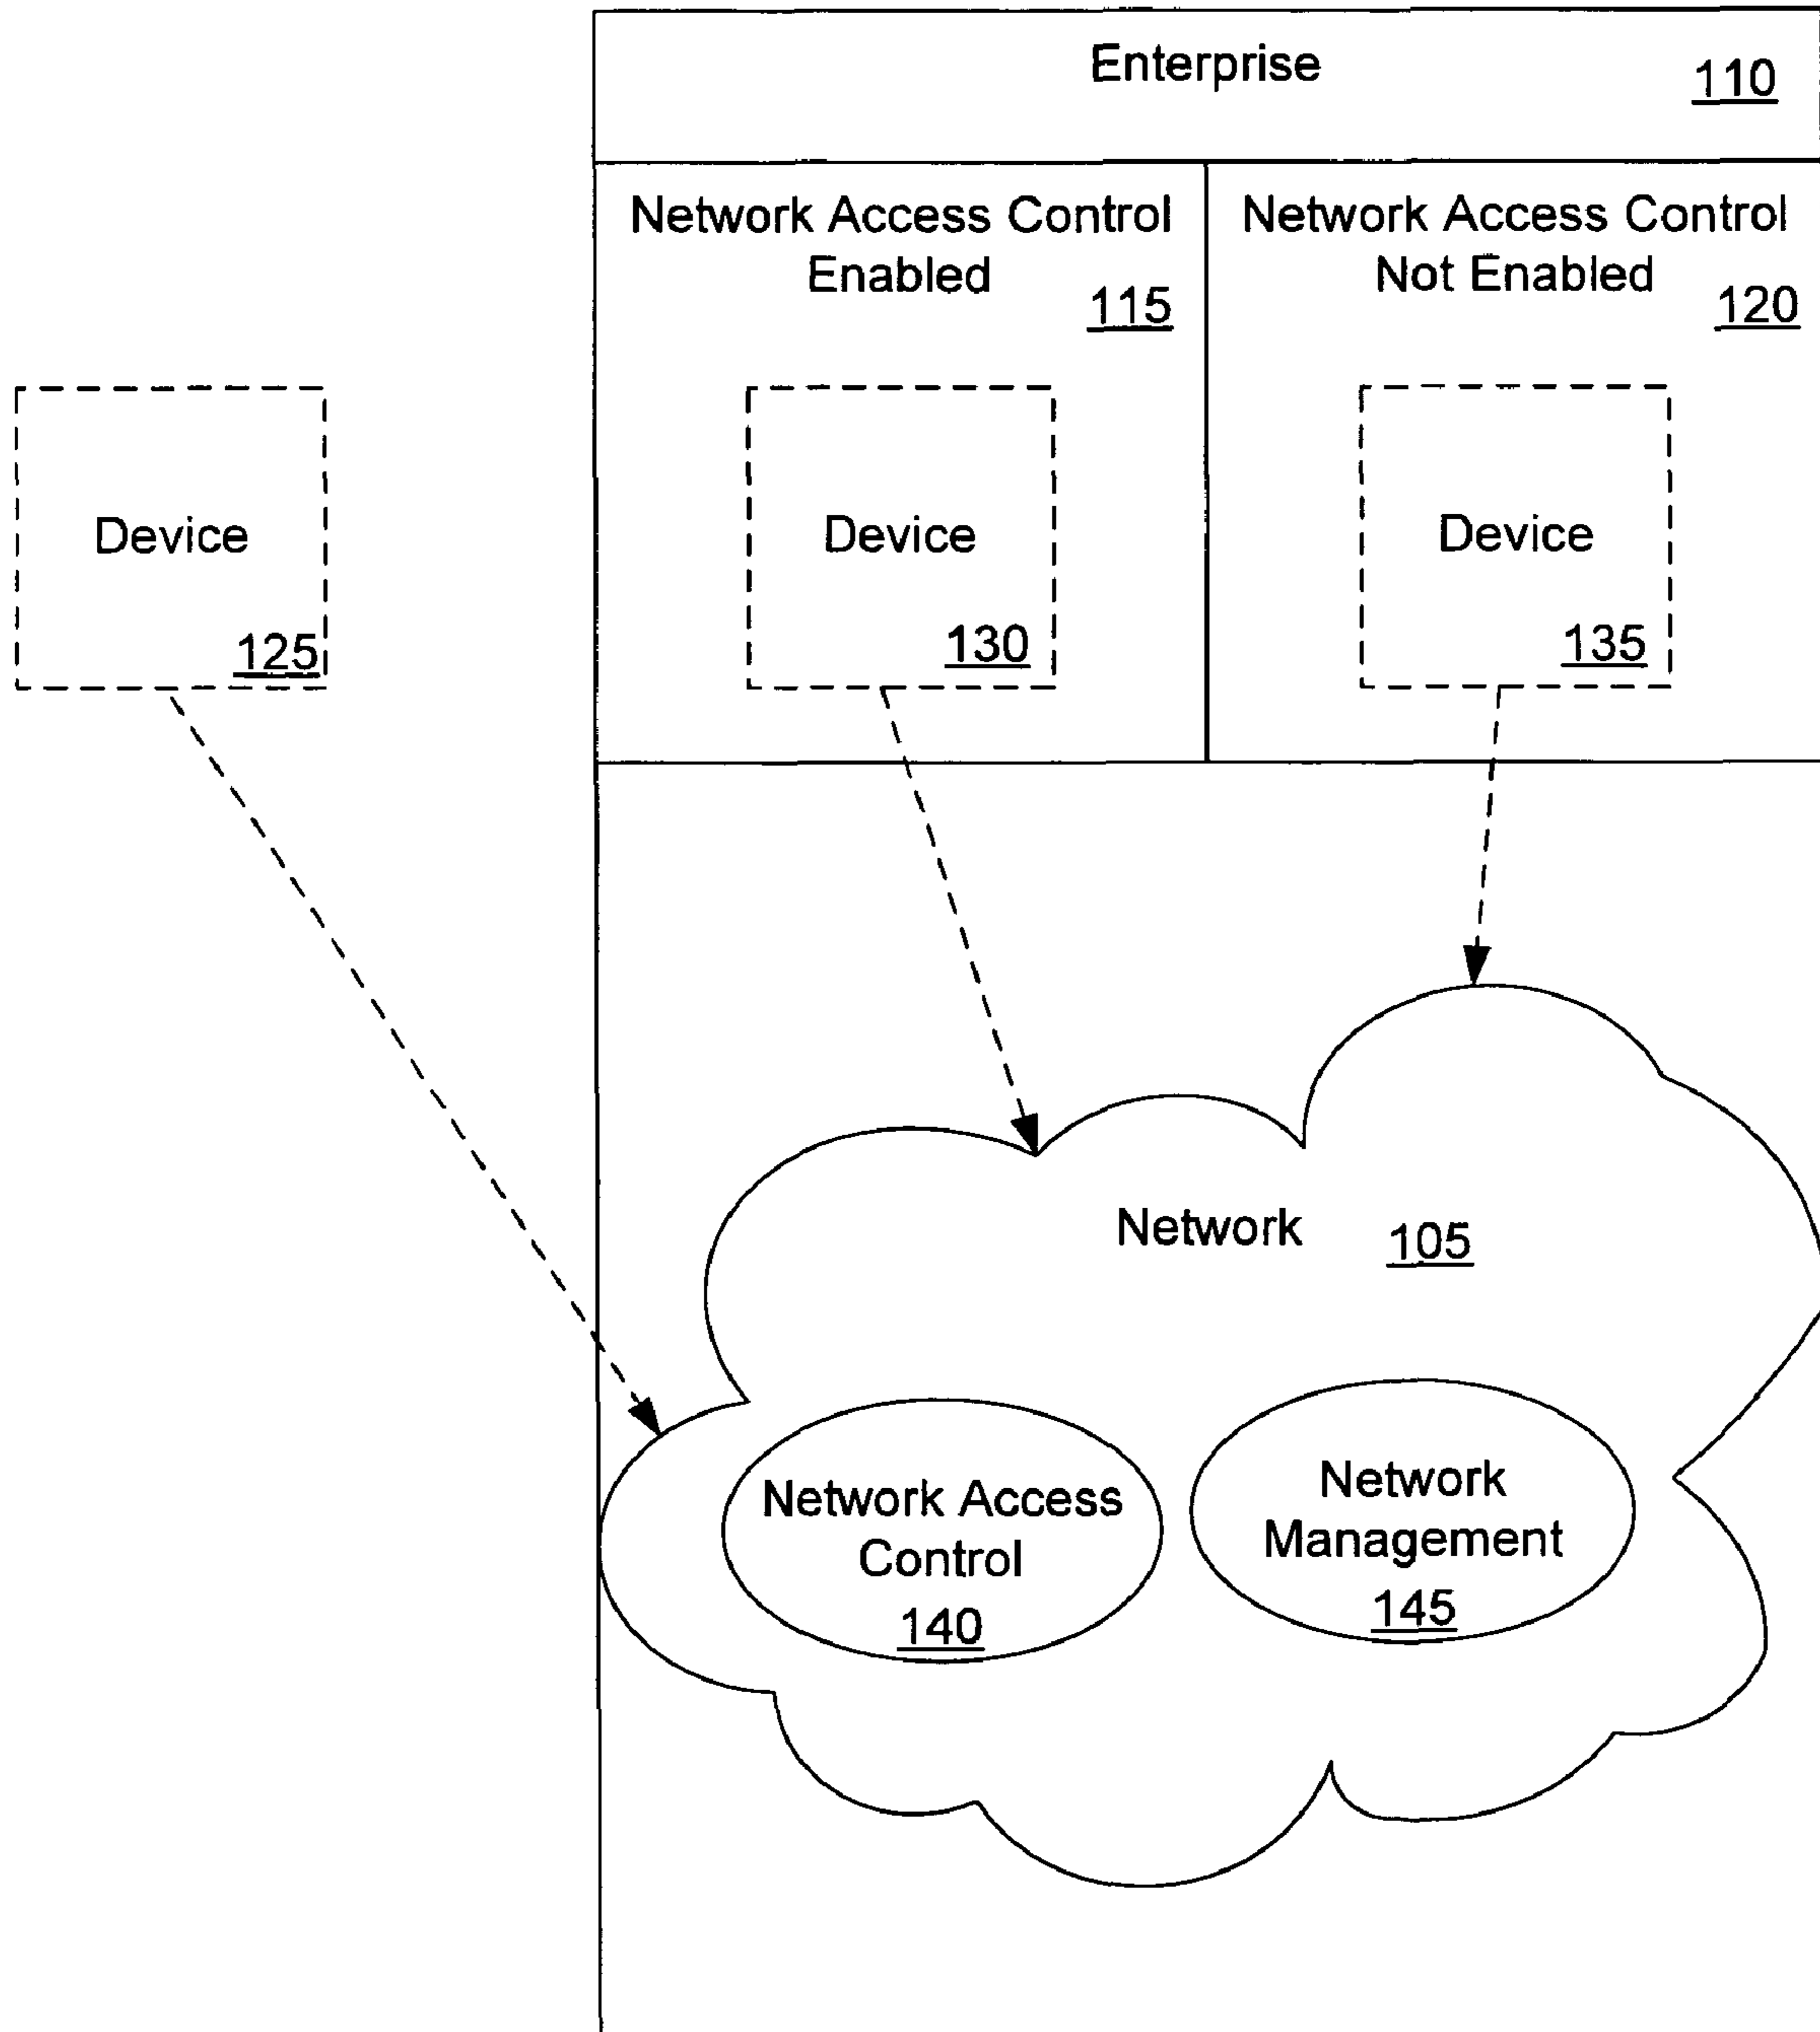 Enterprise
110
Network Access Control
Enabled
115
Network Access Control
Not Enabled
120
Device
125
Device
130
Device
135
Network
105
Network Access
Control
140
Network
Management
145